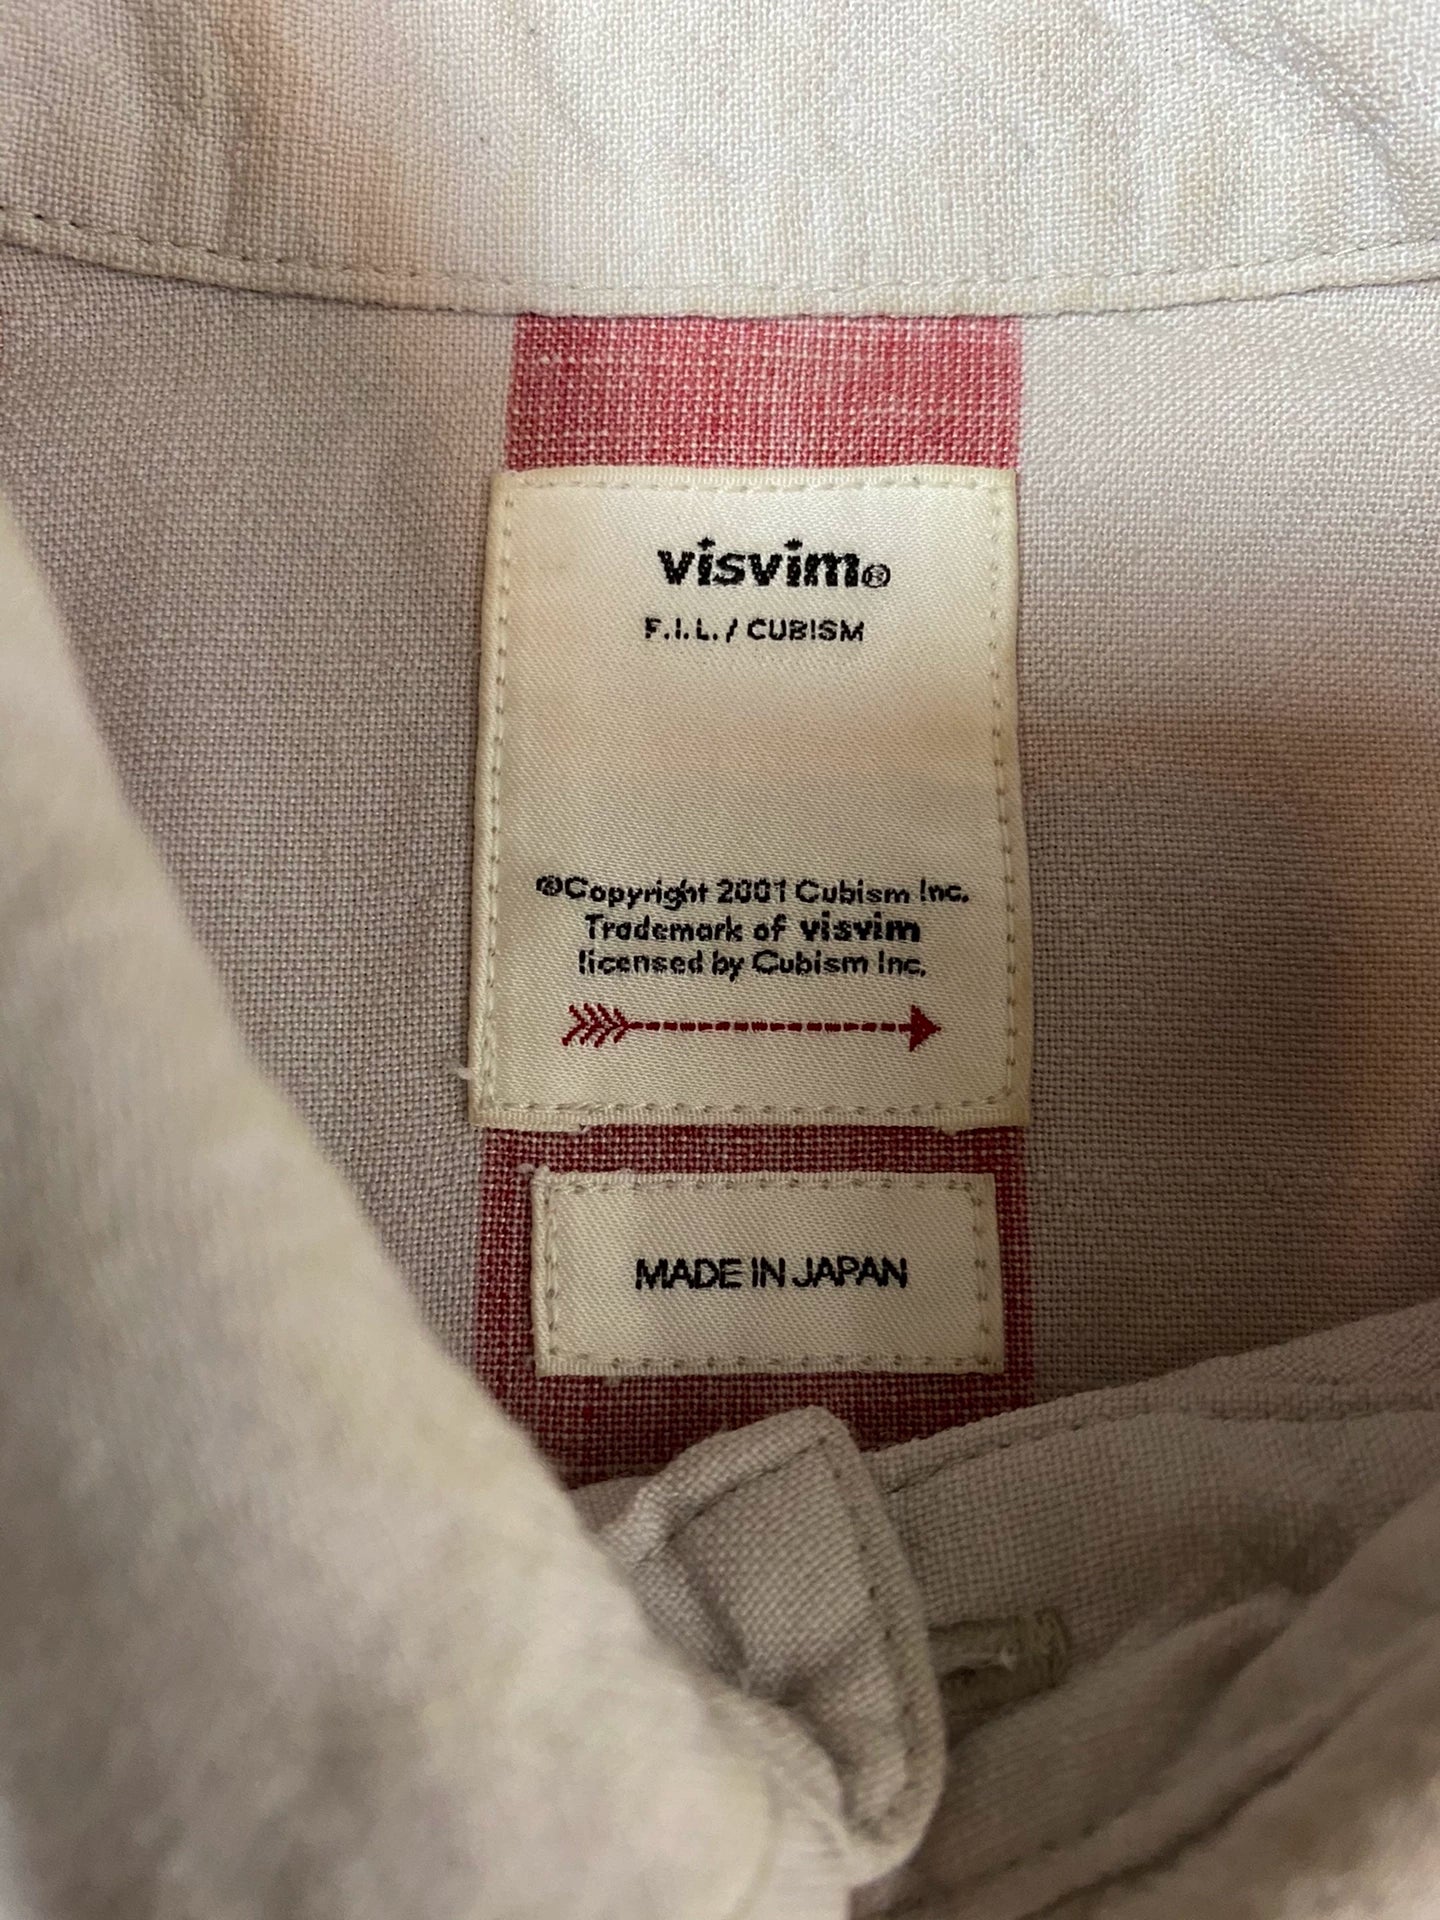 visvim®
F.I.L. / CUBISM
©Copyright 2001 Cubism Inc.
Trademark of visvim
licensed by Cubism Inc.
MADE IN JAPAN